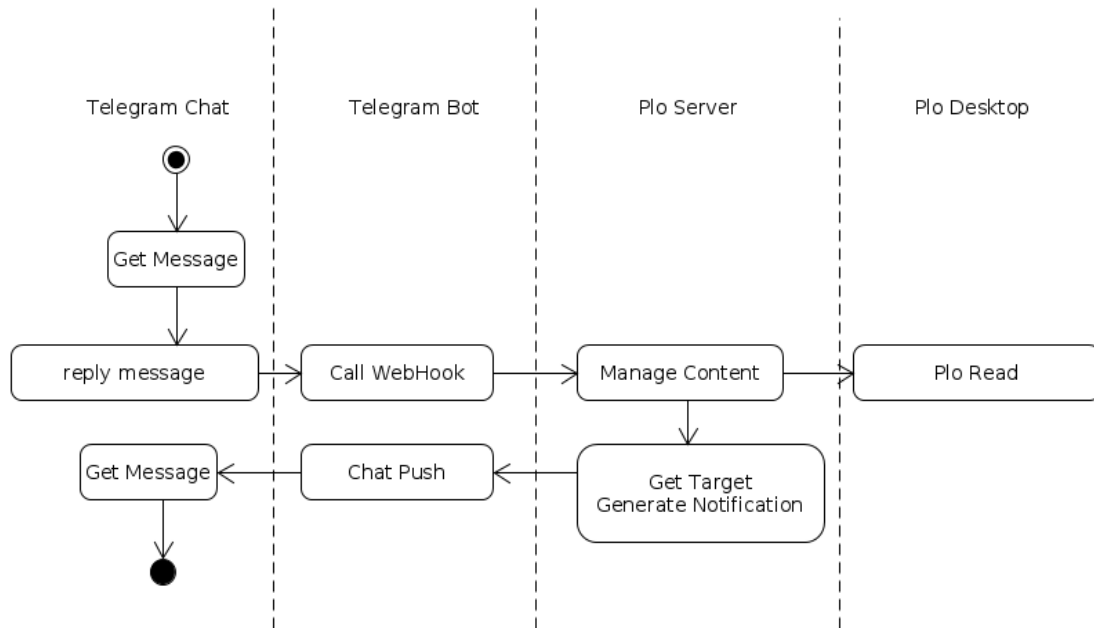 Telegram Chat
Telegram Bot
Plo Server
Plo Desktop
Get Message
reply message
Call WebHook
Manage Content
Plo Read
Get Message
Chat Push
Get Target
Generate Notification